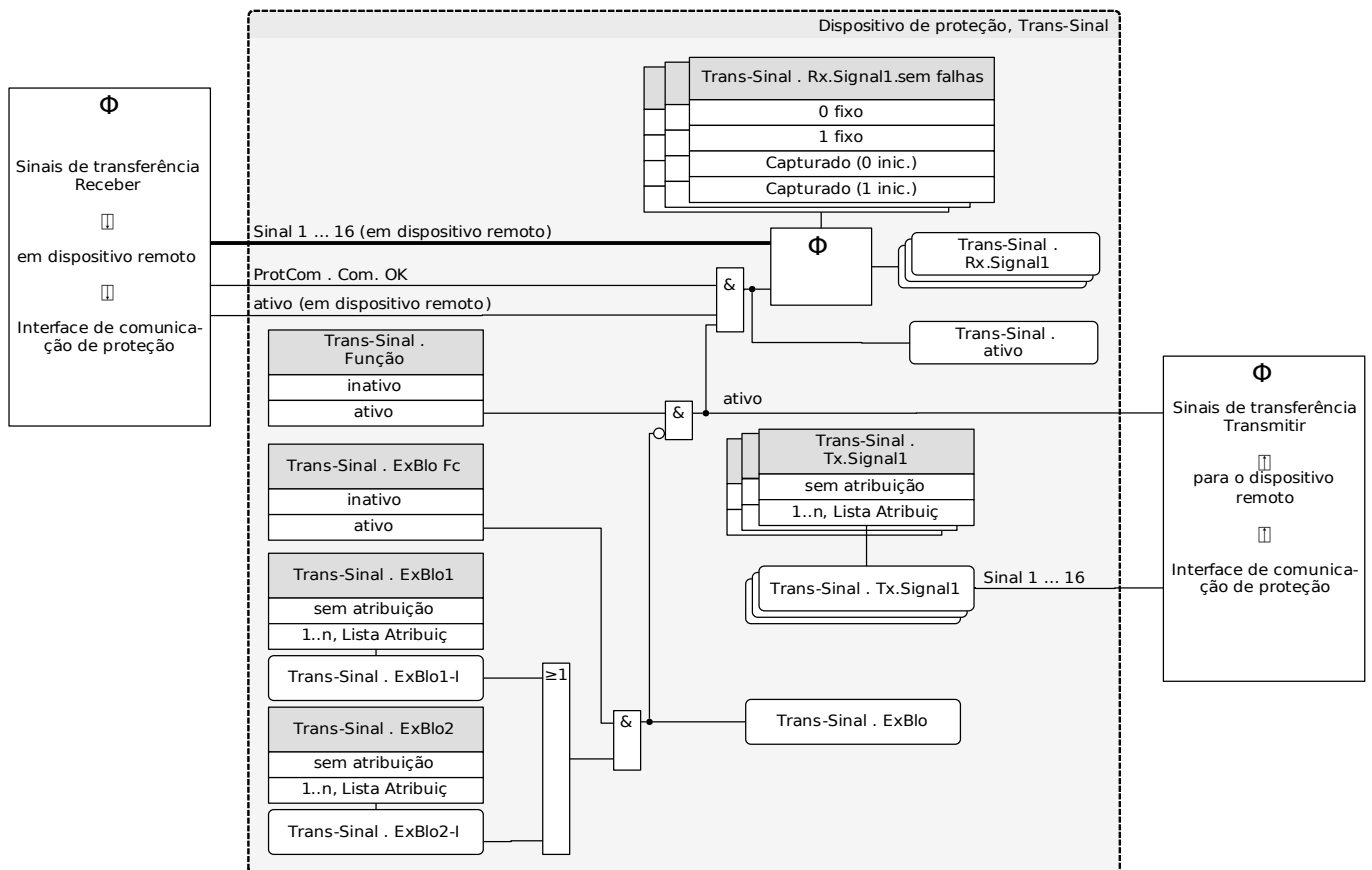 Dispositivo de proteção, Trans-Sinal
Φ
Sinais de transferência
Receber
em dispositivo remoto
Interface de comunica-
ção de proteção
Trans-Sinal . Rx.Signal1.sem falhas
0 fixo
1 fixo
Capturado (0 inic.)
Capturado (1 inic.)
Sinal 1 ... 16 (em dispositivo remoto)
Φ
Trans-Sinal .
Rx.Signal1
ProtCom . Com. OK
&
ativo (em dispositivo remoto)
Trans-Sinal .
ativo
Trans-Sinal .
Função
inativo
ativo
&
ativo
Φ
Sinais de transferência
Transmitir
para o dispositivo
remoto
Interface de comunica-
ção de proteção
Trans-Sinal . ExBlo Fc
inativo
ativo
Trans-Sinal .
Tx.Signal1
sem atribuição
1..n, Lista Atribuiç
Trans-Sinal . Tx.Signal1
Sinal 1 ... 16
Trans-Sinal . ExBlo1
sem atribuição
1..n, Lista Atribuiç
Trans-Sinal . ExBlo1-I
≥1
&
Trans-Sinal . ExBlo
Trans-Sinal . ExBlo2
sem atribuição
1..n, Lista Atribuiç
Trans-Sinal . ExBlo2-I